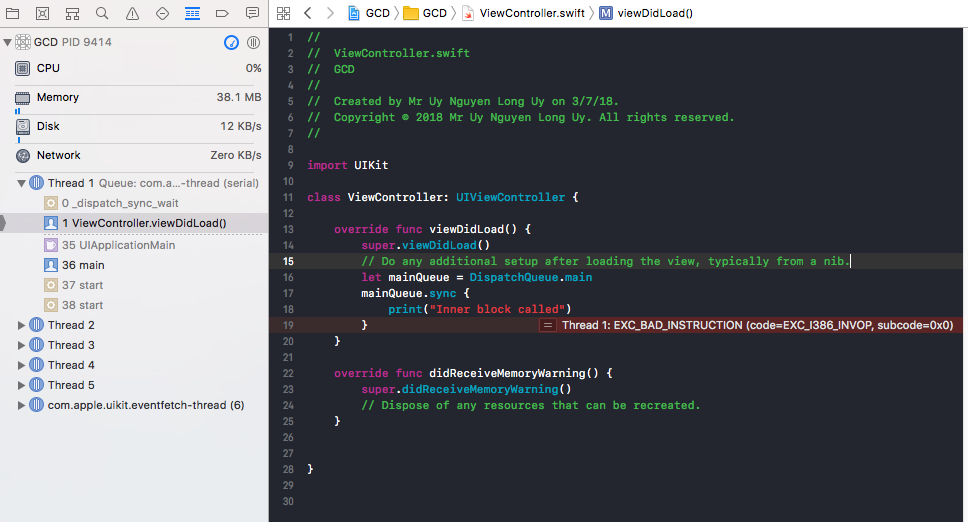 GCD PID 9414
CPU 0%
Memory 38.1 MB
Disk 12 KB/s
Network Zero KB/s
Thread 1 Queue: com.a...-thread (serial)
0 _dispatch_sync_wait
1 ViewController.viewDidLoad()
35 UIApplicationMain
36 main
37 start
38 start
Thread 2
Thread 3
Thread 4
Thread 5
com.apple.uikit.eventfetch-thread (6)
GCD GCD ViewController.swift M viewDidLoad()
1 //
2 //  ViewController.swift
3 //  GCD
4 //
5 //  Created by Mr Uy Nguyen Long Uy on 3/7/18.
6 //  Copyright © 2018 Mr Uy Nguyen Long Uy. All rights reserved.
7 //
8
9 import UIKit
10
11 class ViewController: UIViewController {
12
13     override func viewDidLoad() {
14         super.viewDidLoad()
15         // Do any additional setup after loading the view, typically from a nib.
16         let mainQueue = DispatchQueue.main
17         mainQueue.sync {
18             print("Inner block called")
19         } = Thread 1: EXC_BAD_INSTRUCTION (code=EXC_I386_INVOP, subcode=0x0)
20     }
21
22     override func didReceiveMemoryWarning() {
23         super.didReceiveMemoryWarning()
24         // Dispose of any resources that can be recreated.
25     }
26
27
28 }
29
30